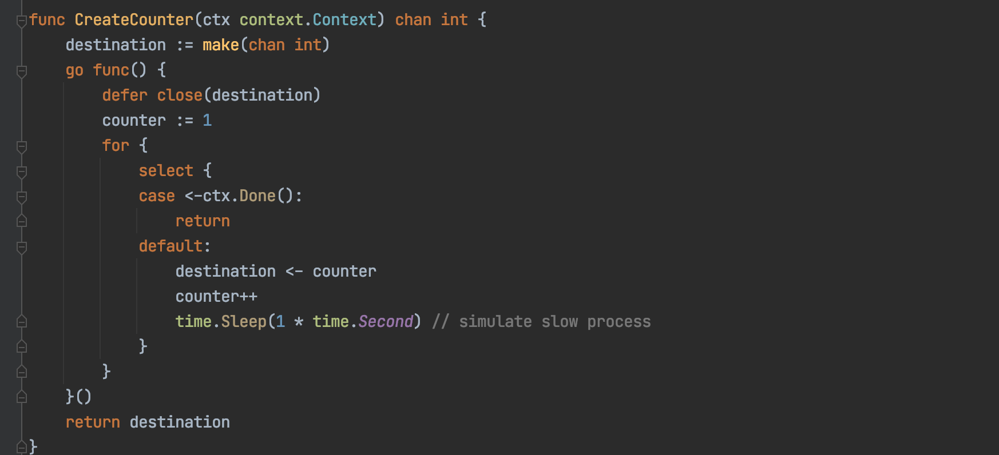 func CreateCounter(ctx context.Context) chan int {
    destination := make(chan int)
    go func() {
        defer close(destination)
        counter := 1
        for {
            select {
            case <-ctx.Done():
                return
            default:
                destination <- counter
                counter++
                time.Sleep(1 * time.Second) // simulate slow process
            }
        }
    }()
    return destination
}